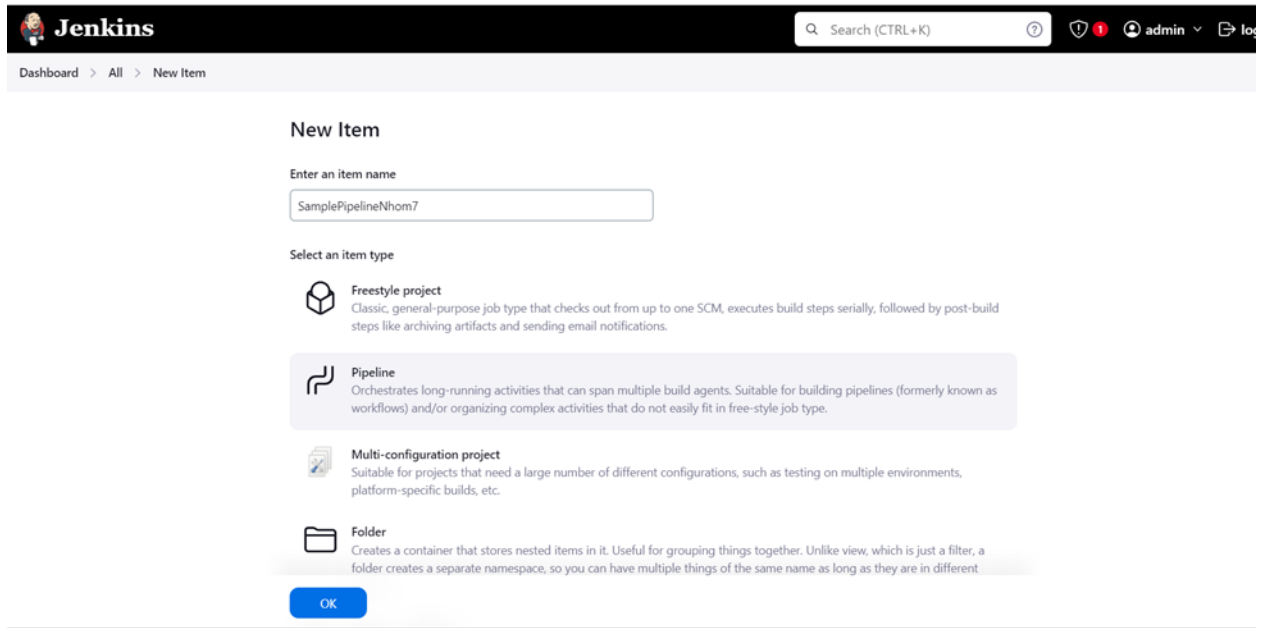 Jenkins
Search (CTRL+K)
1
admin
Dashboard > All > New Item
New Item
Enter an item name
SamplePipelineNhom7
Select an item type
Freestyle project
Classic, general-purpose job type that checks out from up to one SCM, executes build steps serially, followed by post-build
steps like archiving artifacts and sending email notifications.
Pipeline
Orchestrates long-running activities that can span multiple build agents. Suitable for building pipelines (formerly known as
workflows) and/or organizing complex activities that do not easily fit in free-style job type.
Multi-configuration project
Suitable for projects that need a large number of different configurations, such as testing on multiple environments,
platform-specific builds, etc.
Folder
Creates a container that stores nested items in it. Useful for grouping things together. Unlike view, which is just a filter, a
folder creates a separate namespace, so you can have multiple things of the same name as long as they are in different
OK